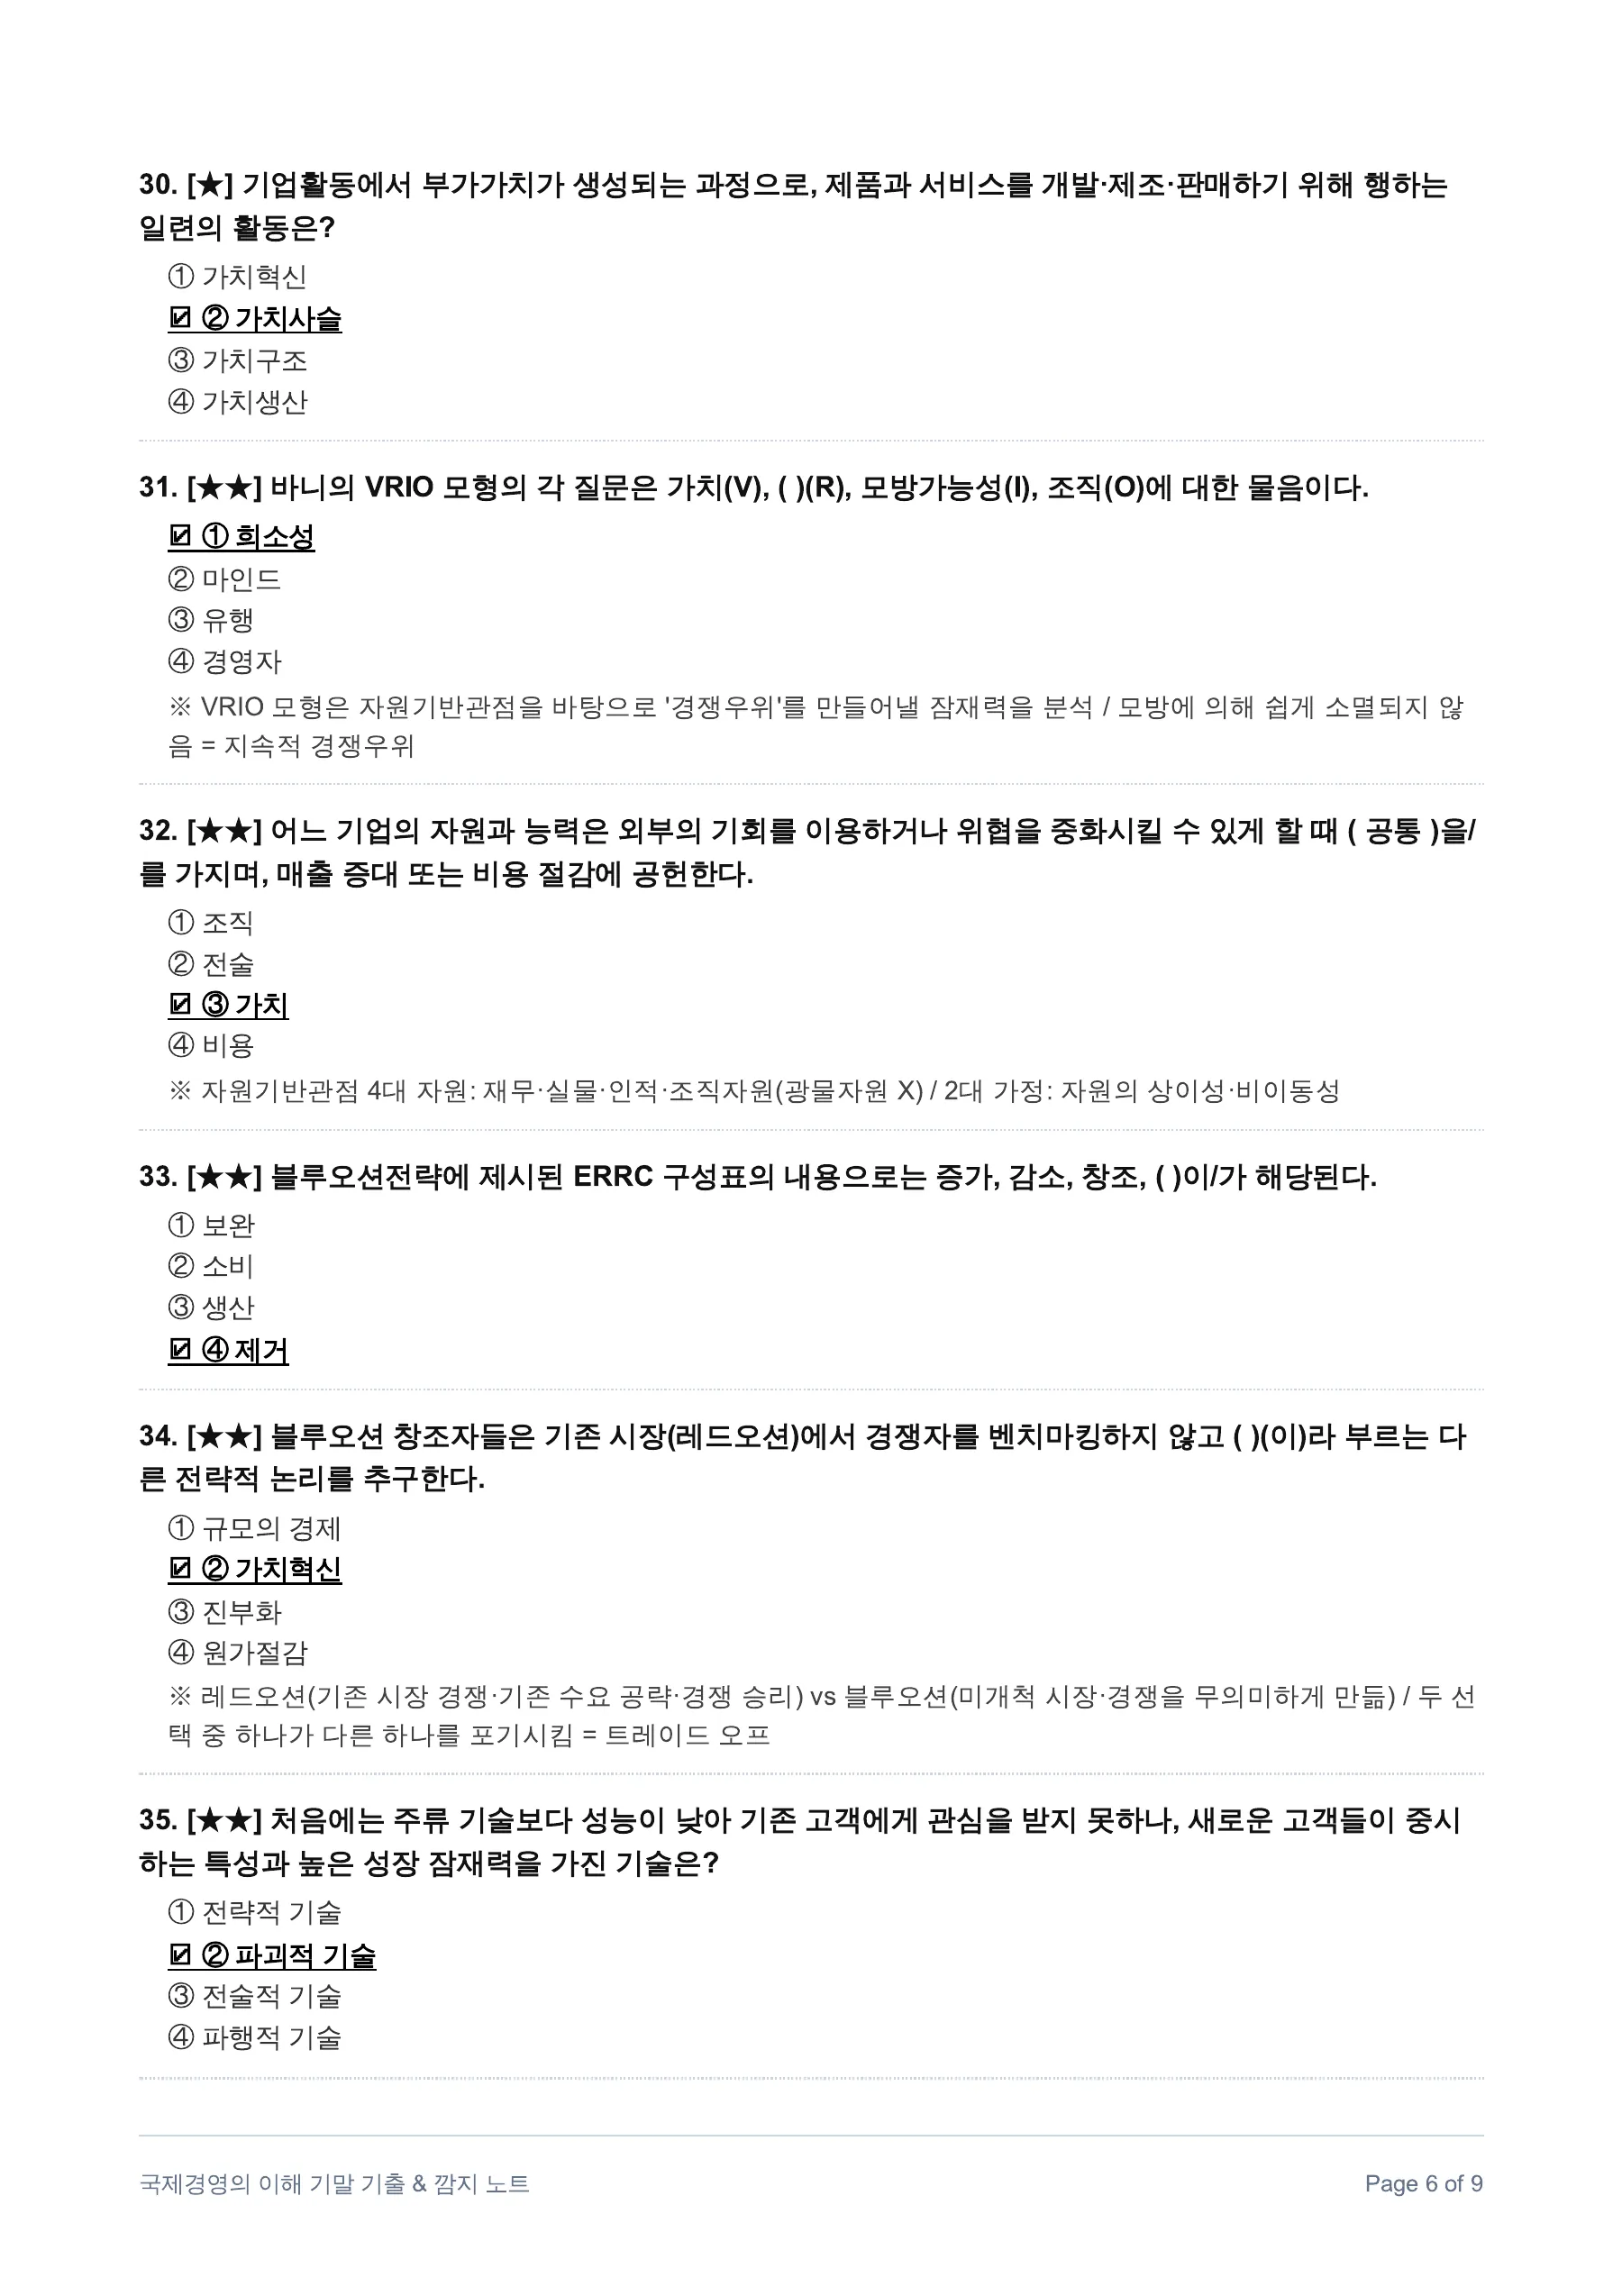 30. [★] 기업활동에서 부가가치가 생성되는 과정으로, 제품과 서비스를 개발·제조·판매하기 위해 행하는
일련의 활동은?
① 가치혁신
☑ ② 가치사슬
③ 가치구조
④ 가치생산
31. [★★] 바니의 VRIO 모형의 각 질문은 가치(V), ( )(R), 모방가능성(I), 조직(O)에 대한 물음이다.
☑ ① 희소성
② 마인드
③ 유행
④ 경영자
※ VRIO 모형은 자원기반관점을 바탕으로 '경쟁우위'를 만들어낼 잠재력을 분석 / 모방에 의해 쉽게 소멸되지 않
음 = 지속적 경쟁우위
32. [★★] 어느 기업의 자원과 능력은 외부의 기회를 이용하거나 위협을 중화시킬 수 있게 할 때 ( 공통 )을/
를 가지며, 매출 증대 또는 비용 절감에 공헌한다.
① 조직
② 전술
☑ ③ 가치
④ 비용
※ 자원기반관점 4대 자원: 재무·실물·인적·조직자원(광물자원 X) / 2대 가정: 자원의 상이성·비이동성
33. [★★] 블루오션전략에 제시된 ERRC 구성표의 내용으로는 증가, 감소, 창조, ( )이/가 해당된다.
① 보완
② 소비
③ 생산
☑ ④ 제거
34. [★★] 블루오션 창조자들은 기존 시장(레드오션)에서 경쟁자를 벤치마킹하지 않고 ( )(이)라 부르는 다
른 전략적 논리를 추구한다.
① 규모의 경제
☑ ② 가치혁신
③ 진부화
④ 원가절감
※ 레드오션(기존 시장 경쟁·기존 수요 공략·경쟁 승리) vs 블루오션(미개척 시장·경쟁을 무의미하게 만듦) / 두 선
택 중 하나가 다른 하나를 포기시킴 = 트레이드 오프
35. [★★] 처음에는 주류 기술보다 성능이 낮아 기존 고객에게 관심을 받지 못하나, 새로운 고객들이 중시
하는 특성과 높은 성장 잠재력을 가진 기술은?
① 전략적 기술
☑ ② 파괴적 기술
③ 전술적 기술
④ 파행적 기술
국제경영의 이해 기말 기출 & 깜지 노트
Page 6 of 9